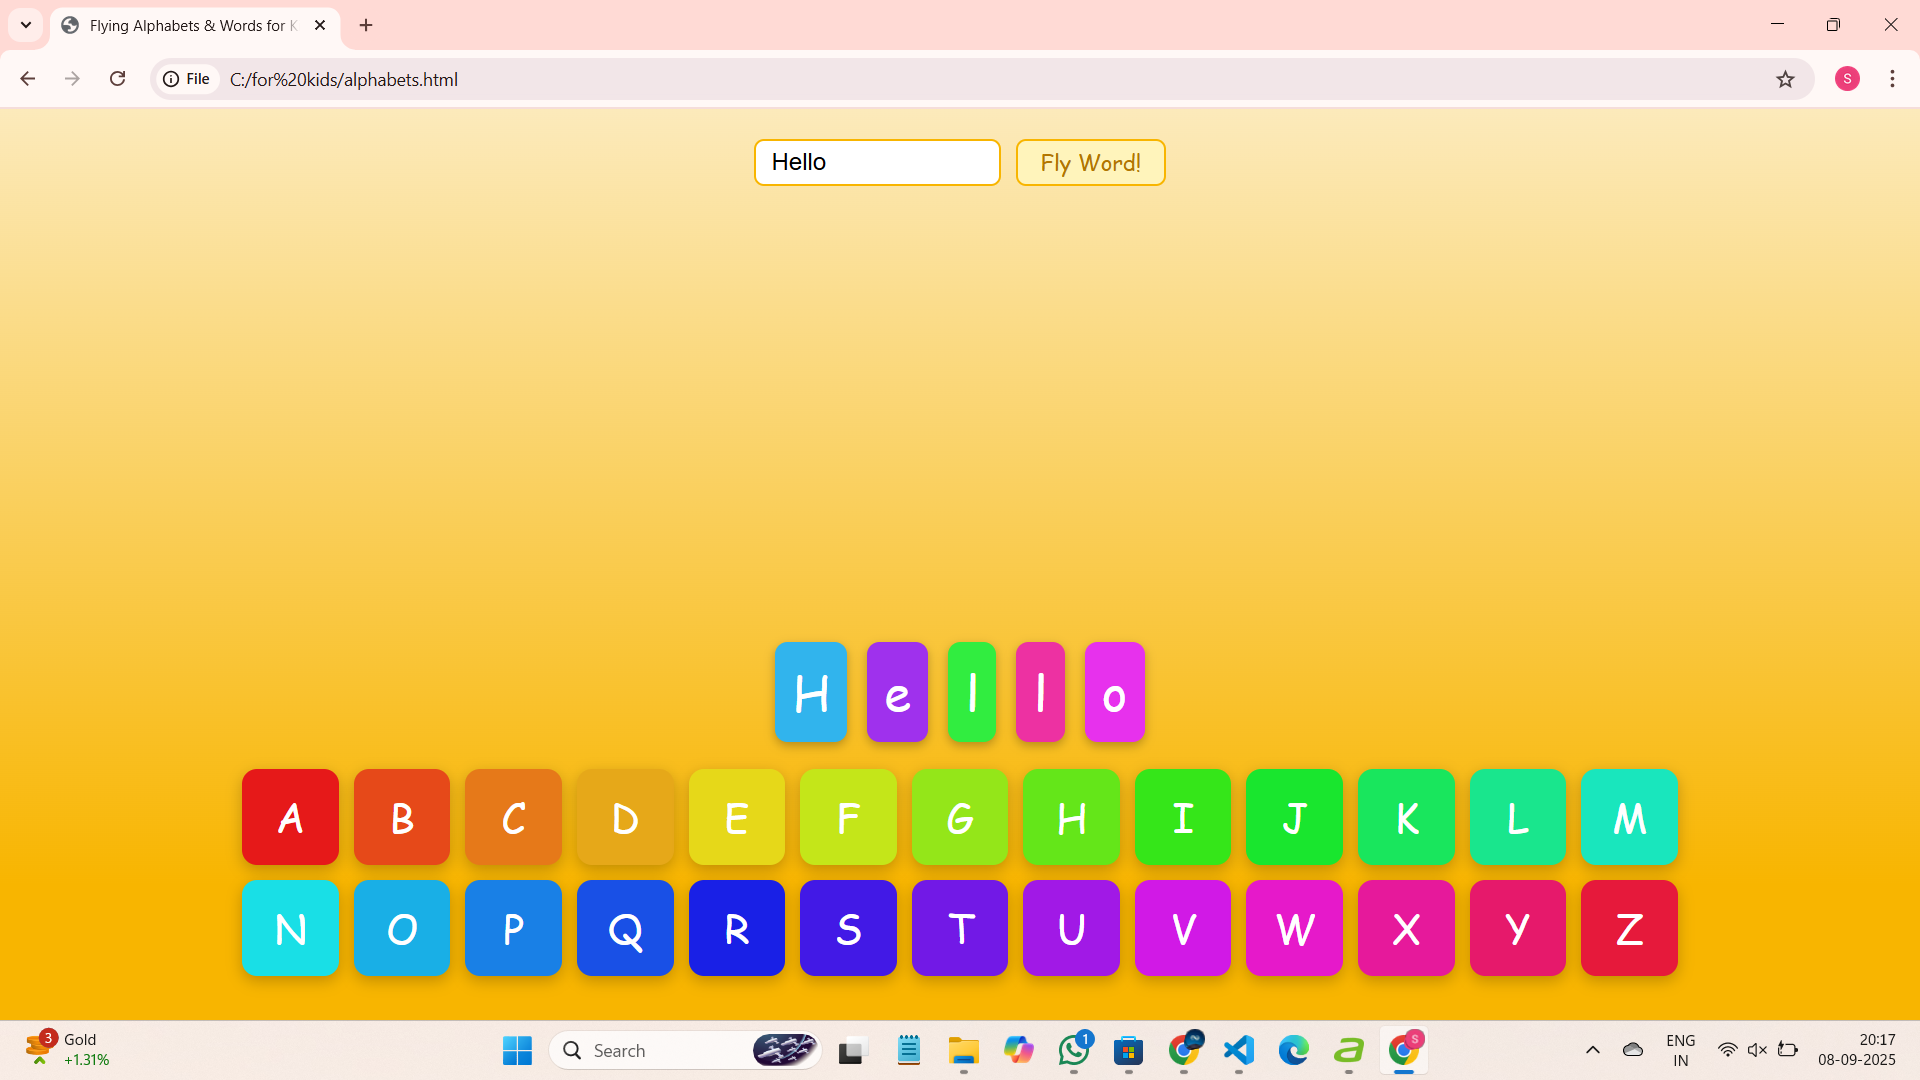 Flying Alphabets & Words for K
File C:/for%20kids/alphabets.html
S
Hello Fly Word!
H e l l o
A B C D E F G H I J K L M
N O P Q R S T U V W X Y Z
3 Gold
+1.31%
Search
1
S
ENG
IN
20:17
08-09-2025